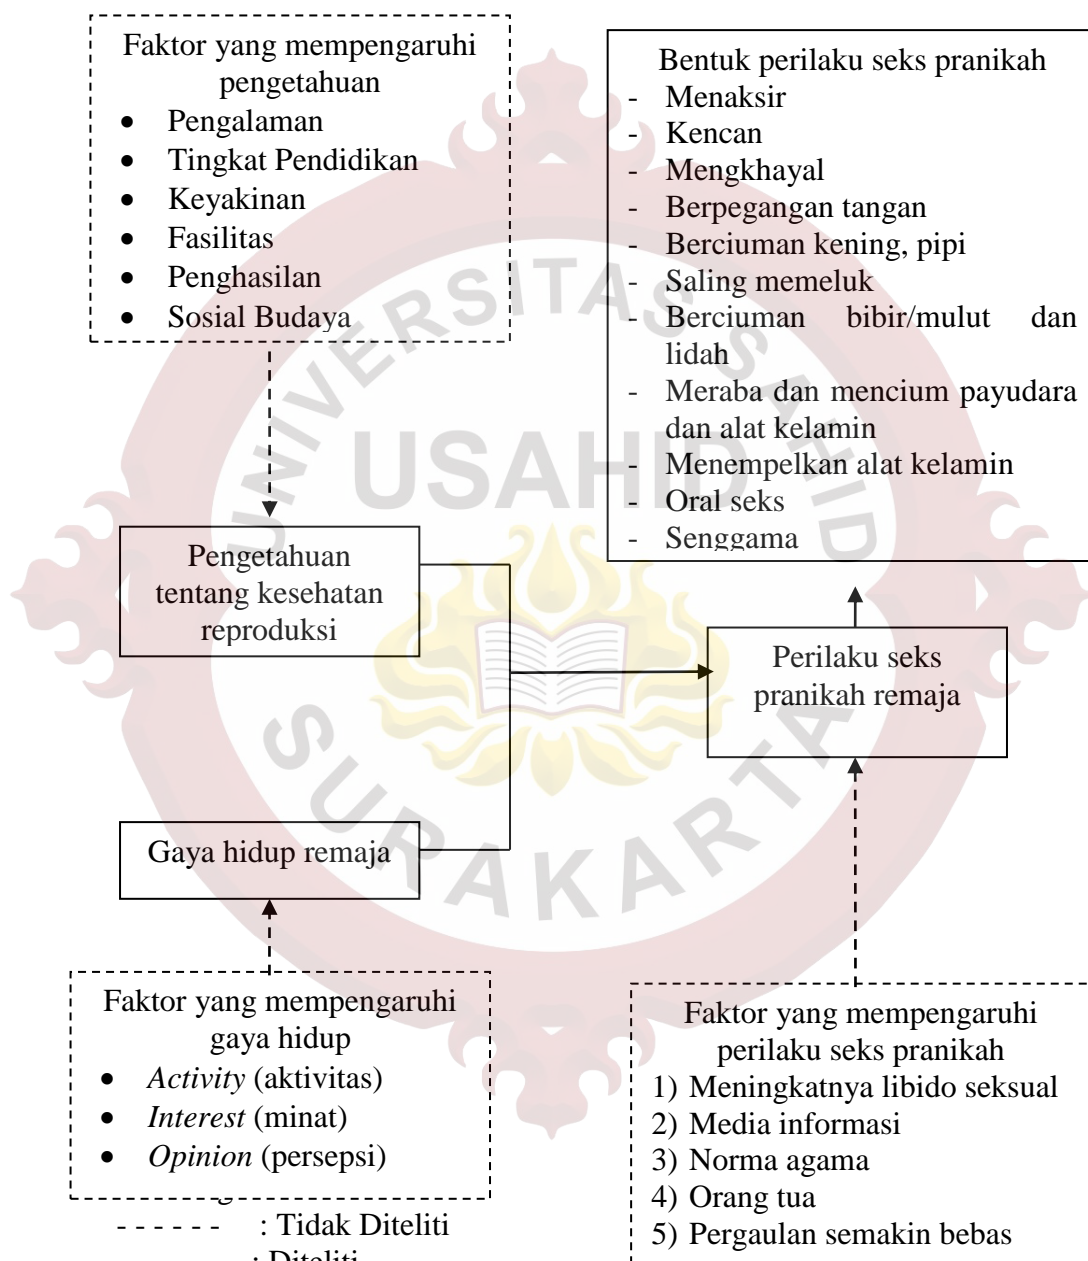 Faktor yang mempengaruhi
pengetahuan
• Pengalaman
• Tingkat Pendidikan
• Keyakinan
• Fasilitas
• Penghasilan
• Sosial Budaya
Bentuk perilaku seks pranikah
- Menaksir
- Kencan
- Mengkhayal
- Berpegangan tangan
- Berciuman kening, pipi
- Saling memeluk
- Berciuman bibir/mulut dan
lidah
- Meraba dan mencium payudara
dan alat kelamin
- Menempelkan alat kelamin
- Oral seks
- Senggama
UNIVERSITAS SAHID
USAHID
SURAKARTA
Pengetahuan
tentang kesehatan
reproduksi
Perilaku seks
pranikah remaja
Gaya hidup remaja
Faktor yang mempengaruhi
gaya hidup
• Activity (aktivitas)
• Interest (minat)
• Opinion (persepsi)
- - - - - - : Tidak Diteliti
: Diteliti
Faktor yang mempengaruhi
perilaku seks pranikah
1) Meningkatnya libido seksual
2) Media informasi
3) Norma agama
4) Orang tua
5) Pergaulan semakin bebas